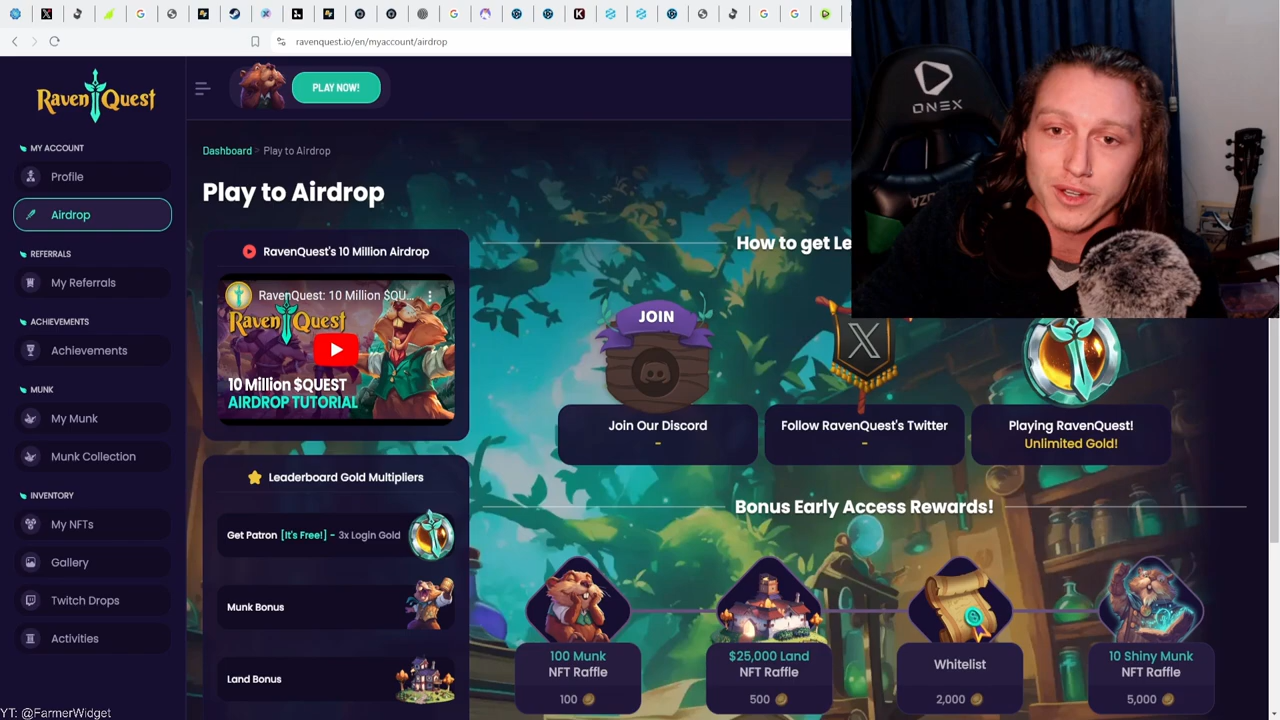 ravenquest.io/en/myaccount/airdrop
RAVEN QUEST
PLAY NOW!
ONEX
MY ACCOUNT
Profile
Airdrop
REFERRALS
My Referrals
ACHIEVEMENTS
Achievements
MUNK
My Munk
Munk Collection
INVENTORY
My NFTs
Gallery
Twitch Drops
Activities
Dashboard > Play to Airdrop
Play to Airdrop
RavenQuest's 10 Million Airdrop
RavenQuest: 10 Million $QU...
RAVEN QUEST
10 Million $QUEST
AIRDROP TUTORIAL
Leaderboard Gold Multipliers
Get Patron [It's Free!] - 3x Login Gold
Munk Bonus
Land Bonus
How to get Le
JOIN
X
Join Our Discord
-
Follow RavenQuest's Twitter
-
Playing RavenQuest!
Unlimited Gold!
Bonus Early Access Rewards!
100 Munk
NFT Raffle
100
$25,000 Land
NFT Raffle
500
Whitelist
2,000
10 Shiny Munk
NFT Raffle
5,000
YT: @FarmerWidget